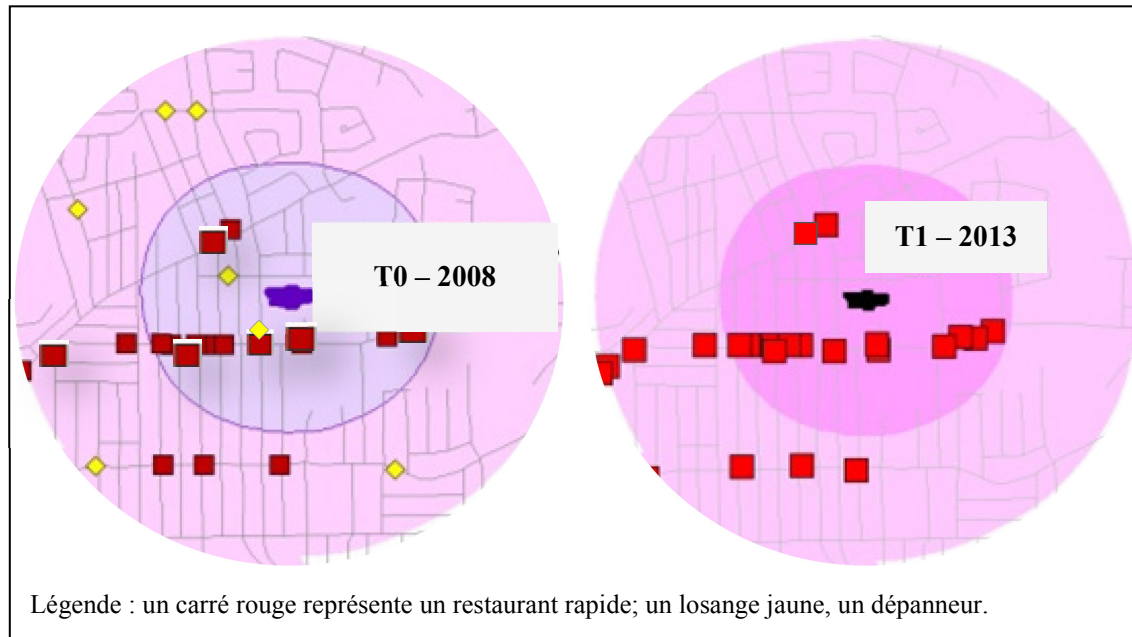 T0 – 2008
T1 – 2013
Légende : un carré rouge représente un restaurant rapide; un losange jaune, un dépanneur.